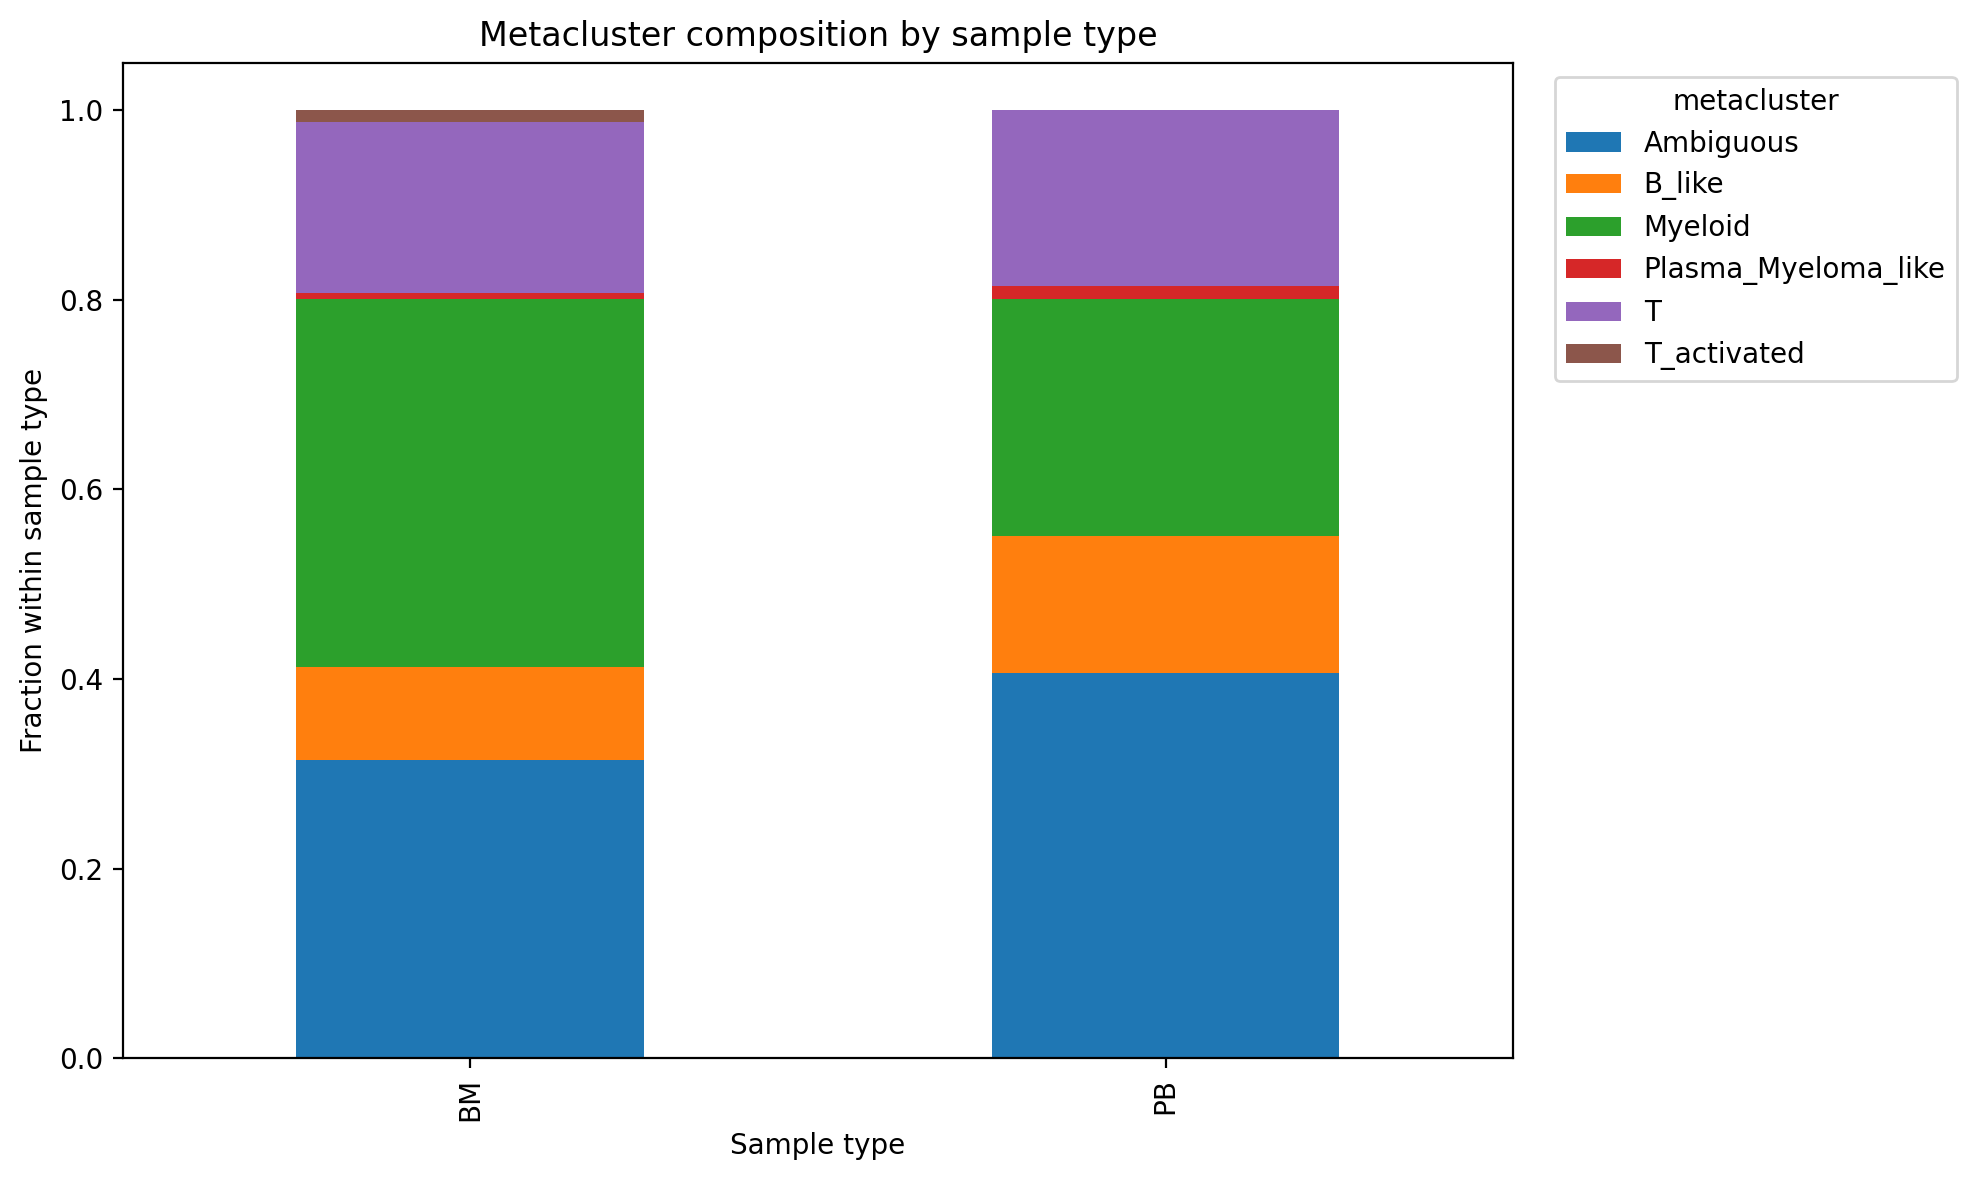 Metacluster composition by sample type
metacluster
Ambiguous
B_like
Myeloid
Plasma_Myeloma_like
T
T_activated
Fraction within sample type
1.0
0.8
0.6
0.4
0.2
0.0
BM
PB
Sample type